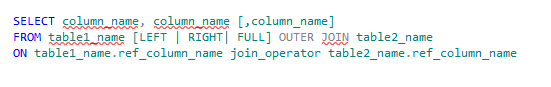 SELECT column_name, column_name [,column_name]
FROM table1_name [LEFT | RIGHT| FULL] OUTER JOIN table2_name
ON table1_name.ref_column_name join_operator table2_name.ref_column_name